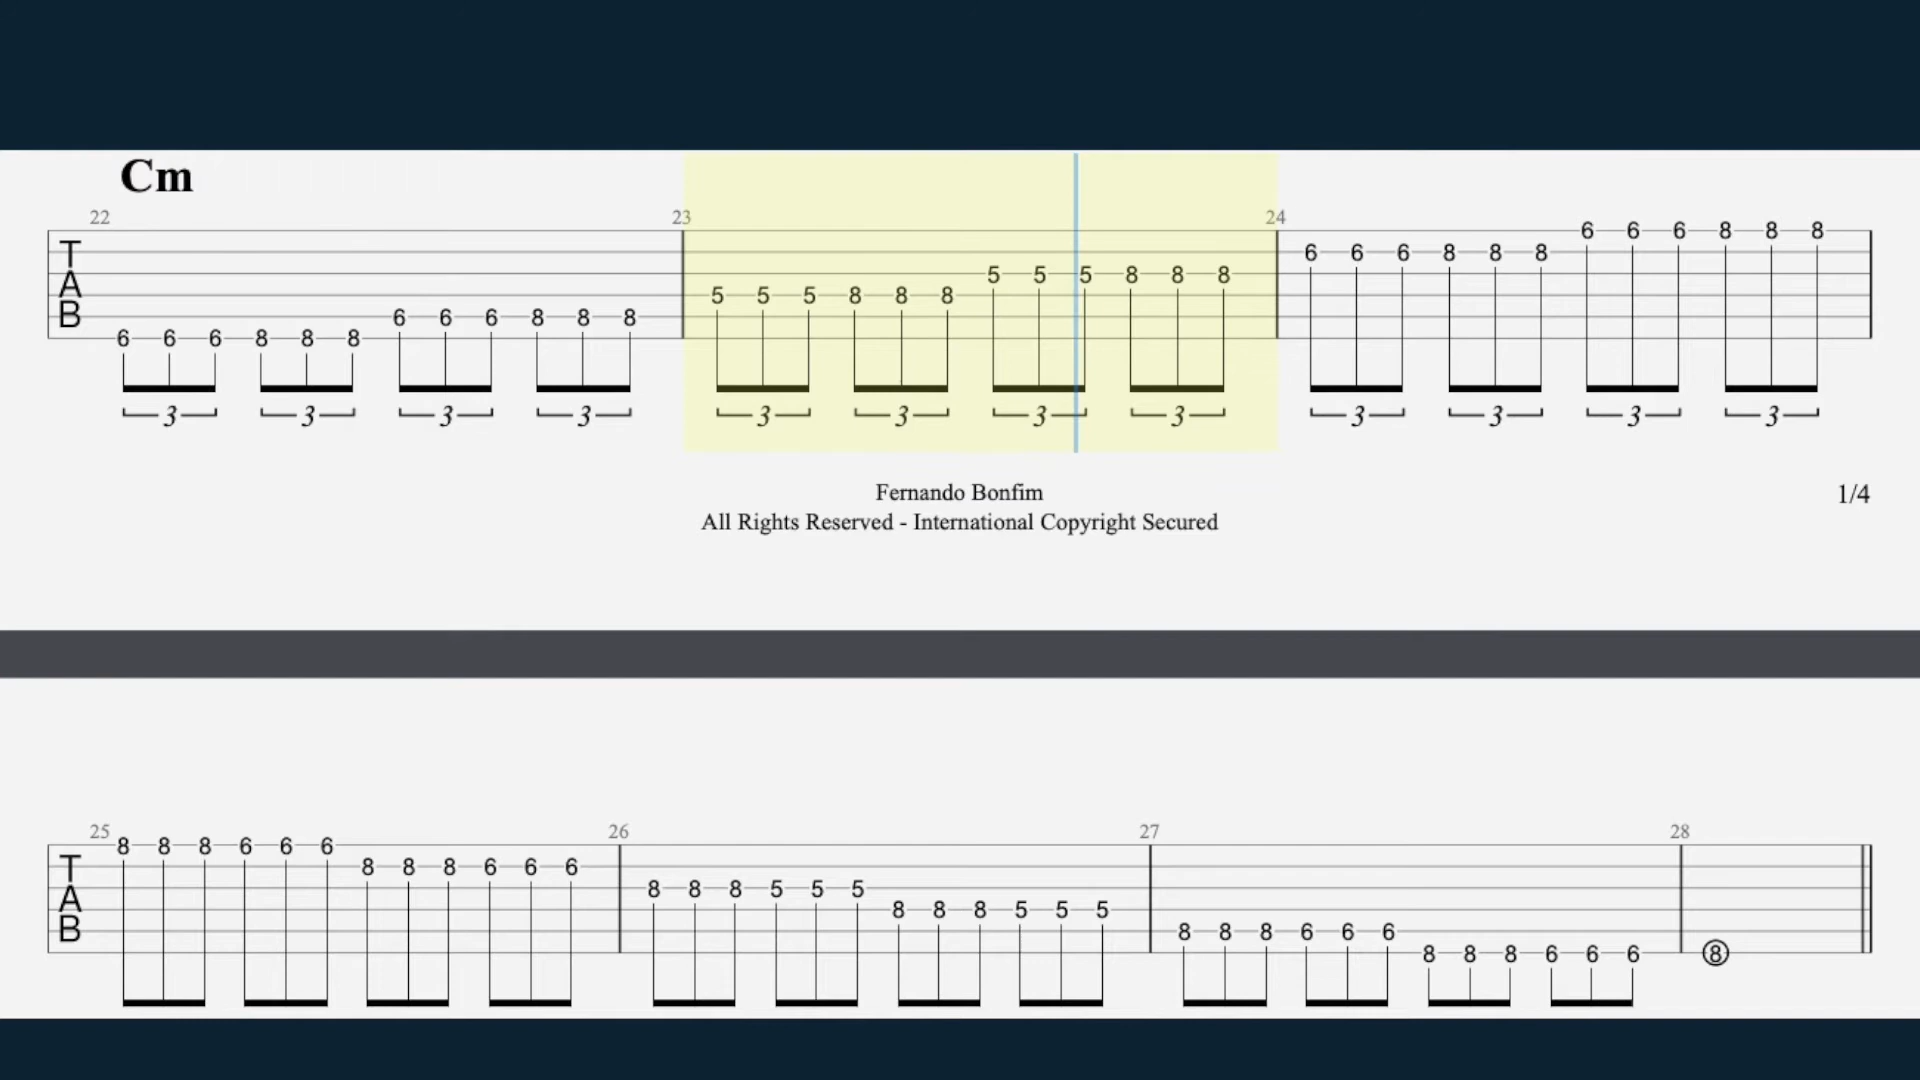 Cm
22 23 24
6 6 6 8 8 8
T 6 6 6 8 8 8
5 5 5 8 8 8
A 5 5 5 8 8 8
B 6 6 6 8 8 8
6 6 6 8 8 8
3 3 3 3 3 3 3 3 3 3 3 3
Fernando Bonfim
1/4
All Rights Reserved - International Copyright Secured
25 26 27 28
8 8 8 6 6 6
T 8 8 8 6 6 6
8 8 8 5 5 5
A 8 8 8 5 5 5
B 8 8 8 6 6 6
8 8 8 6 6 6 8